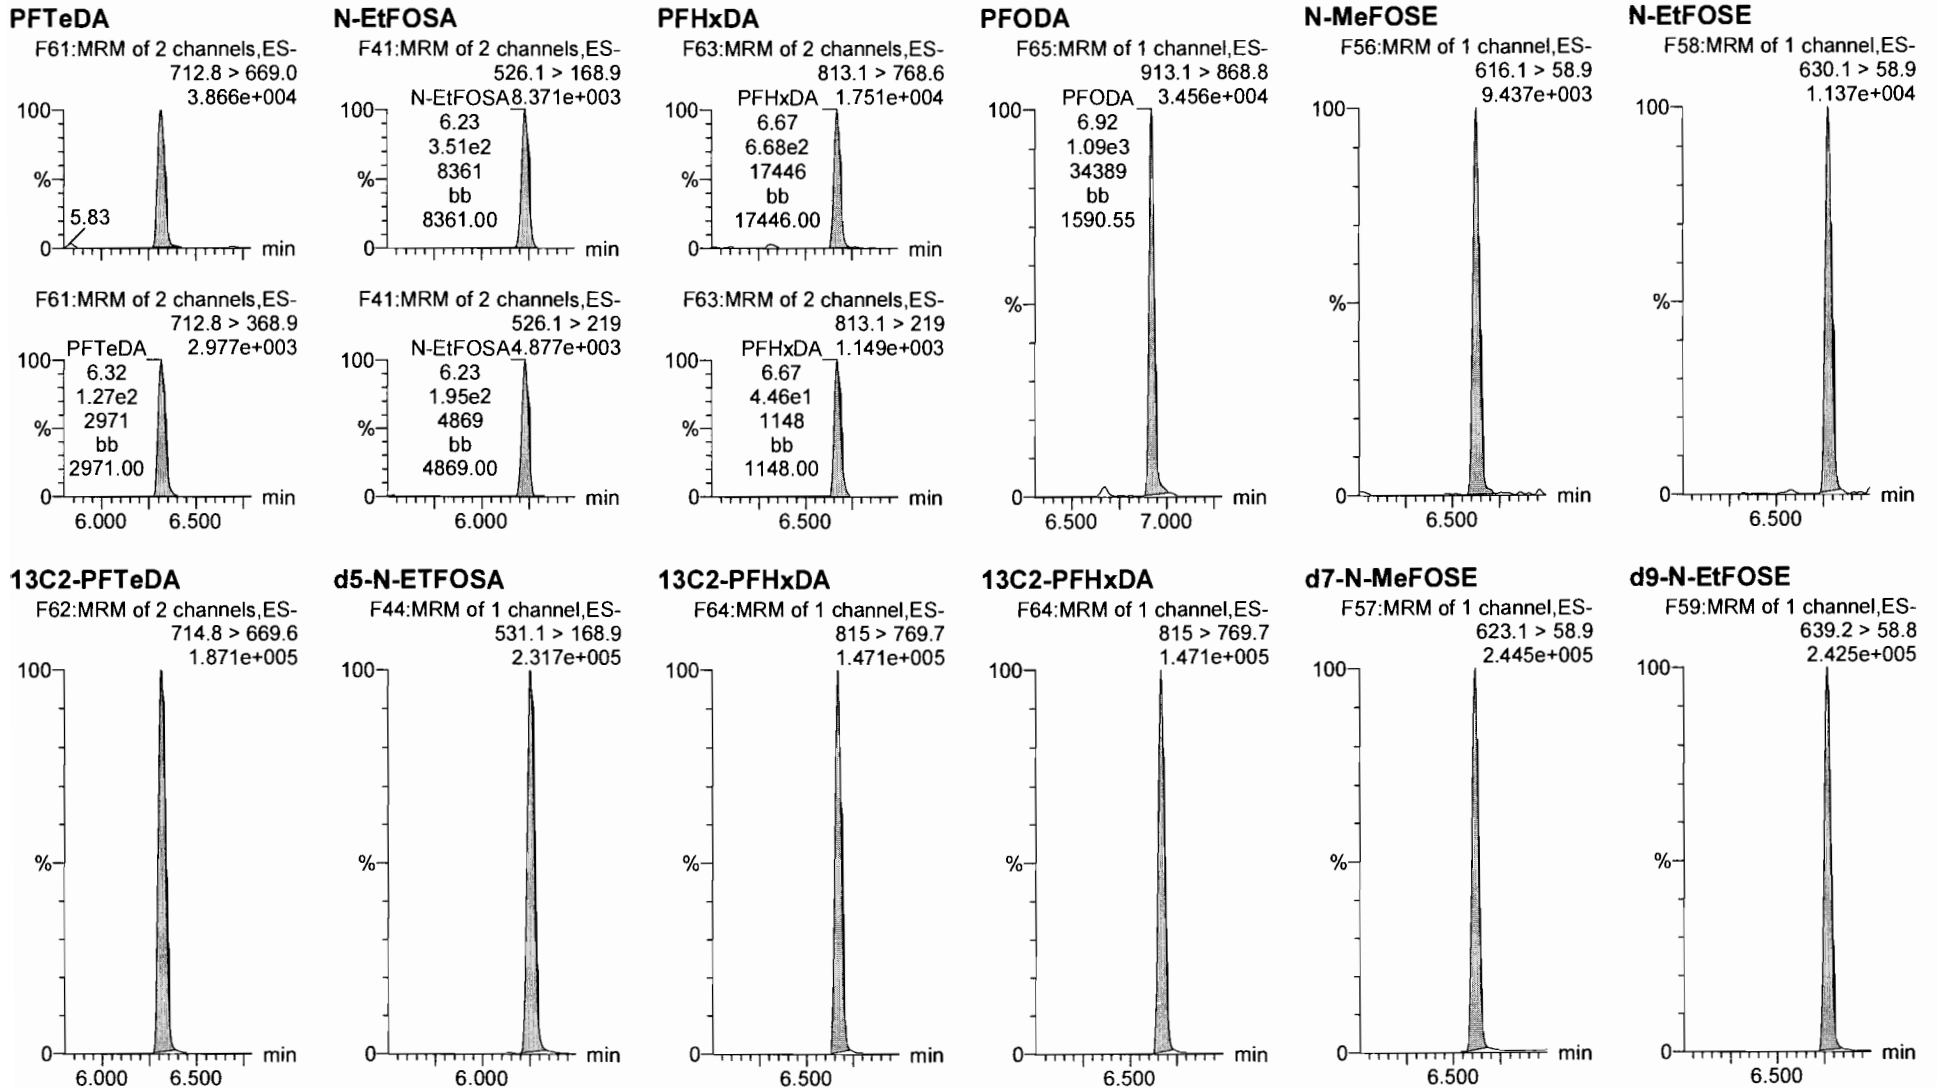 PFTeDA
F61:MRM of 2 channels,ES-
712.8 > 669.0
3.866e+004
100
%
5.83
0
min
F61:MRM of 2 channels,ES-
712.8 > 368.9
PFTeDA 2.977e+003
100
6.32
1.27e2
2971
%
bb
2971.00
0
min
6.000 6.500
N-EtFOSA
F41:MRM of 2 channels,ES-
526.1 > 168.9
N-EtFOSA 8.371e+003
100
6.23
3.51e2
8361
%
bb
8361.00
0
min
F41:MRM of 2 channels,ES-
526.1 > 219
N-EtFOSA 4.877e+003
100
6.23
1.95e2
4869
%
bb
4869.00
0
min
6.000
PFHxDA
F63:MRM of 2 channels,ES-
813.1 > 768.6
PFHxDA 1.751e+004
100
6.67
6.68e2
17446
%
bb
17446.00
0
min
F63:MRM of 2 channels,ES-
813.1 > 219
PFHxDA 1.149e+003
100
6.67
4.46e1
1148
%
bb
1148.00
0
min
6.500
PFODA
F65:MRM of 1 channel,ES-
913.1 > 868.8
PFODA 3.456e+004
100
6.92
1.09e3
34389
bb
1590.55
%
0
min
6.500 7.000
N-MeFOSE
F56:MRM of 1 channel,ES-
616.1 > 58.9
9.437e+003
100
%
0
min
6.500
N-EtFOSE
F58:MRM of 1 channel,ES-
630.1 > 58.9
1.137e+004
100
%
0
min
6.500
13C2-PFTeDA
F62:MRM of 2 channels,ES-
714.8 > 669.6
1.871e+005
100
%
0
min
6.000 6.500
d5-N-ETFOSA
F44:MRM of 1 channel,ES-
531.1 > 168.9
2.317e+005
100
%
0
min
6.000
13C2-PFHxDA
F64:MRM of 1 channel,ES-
815 > 769.7
1.471e+005
100
%
0
min
6.500
13C2-PFHxDA
F64:MRM of 1 channel,ES-
815 > 769.7
1.471e+005
100
%
0
min
6.500
d7-N-MeFOSE
F57:MRM of 1 channel,ES-
623.1 > 58.9
2.445e+005
100
%
0
min
6.500
d9-N-EtFOSE
F59:MRM of 1 channel,ES-
639.2 > 58.8
2.425e+005
100
%
0
min
6.500